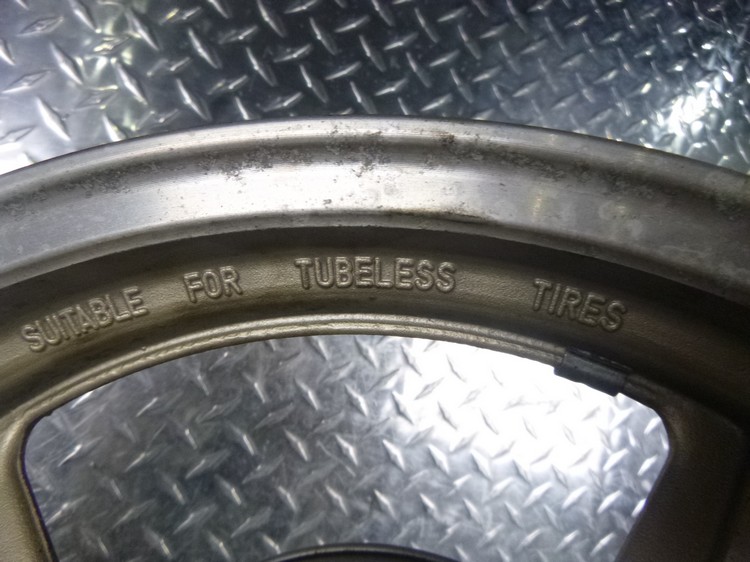 SUITABLE FOR TUBELESS TIRES